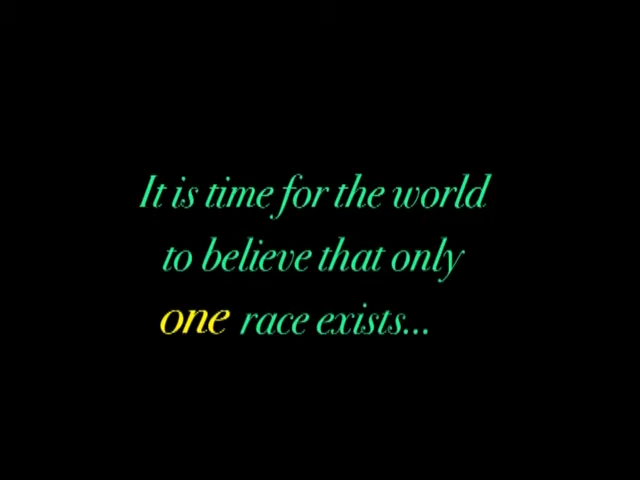 It is time for the world
to believe that only
one race exists...